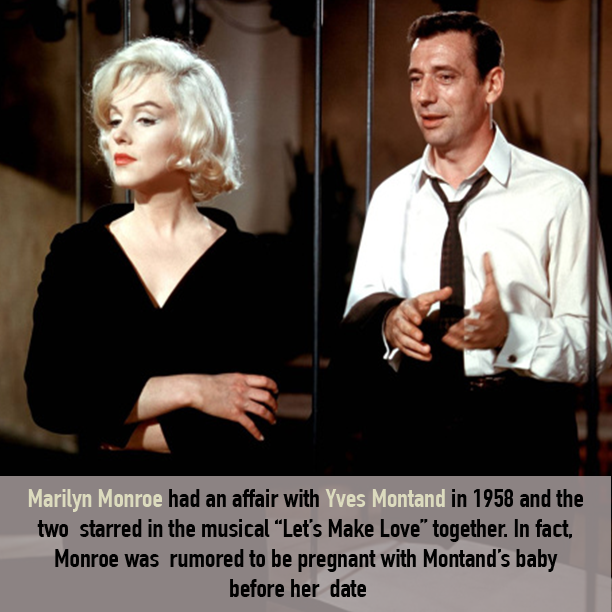 Marilyn Monroe had an affair with Yves Montand in 1958 and the
two starred in the musical “Let’s Make Love” together. In fact,
Monroe was rumored to be pregnant with Montand’s baby
before her date